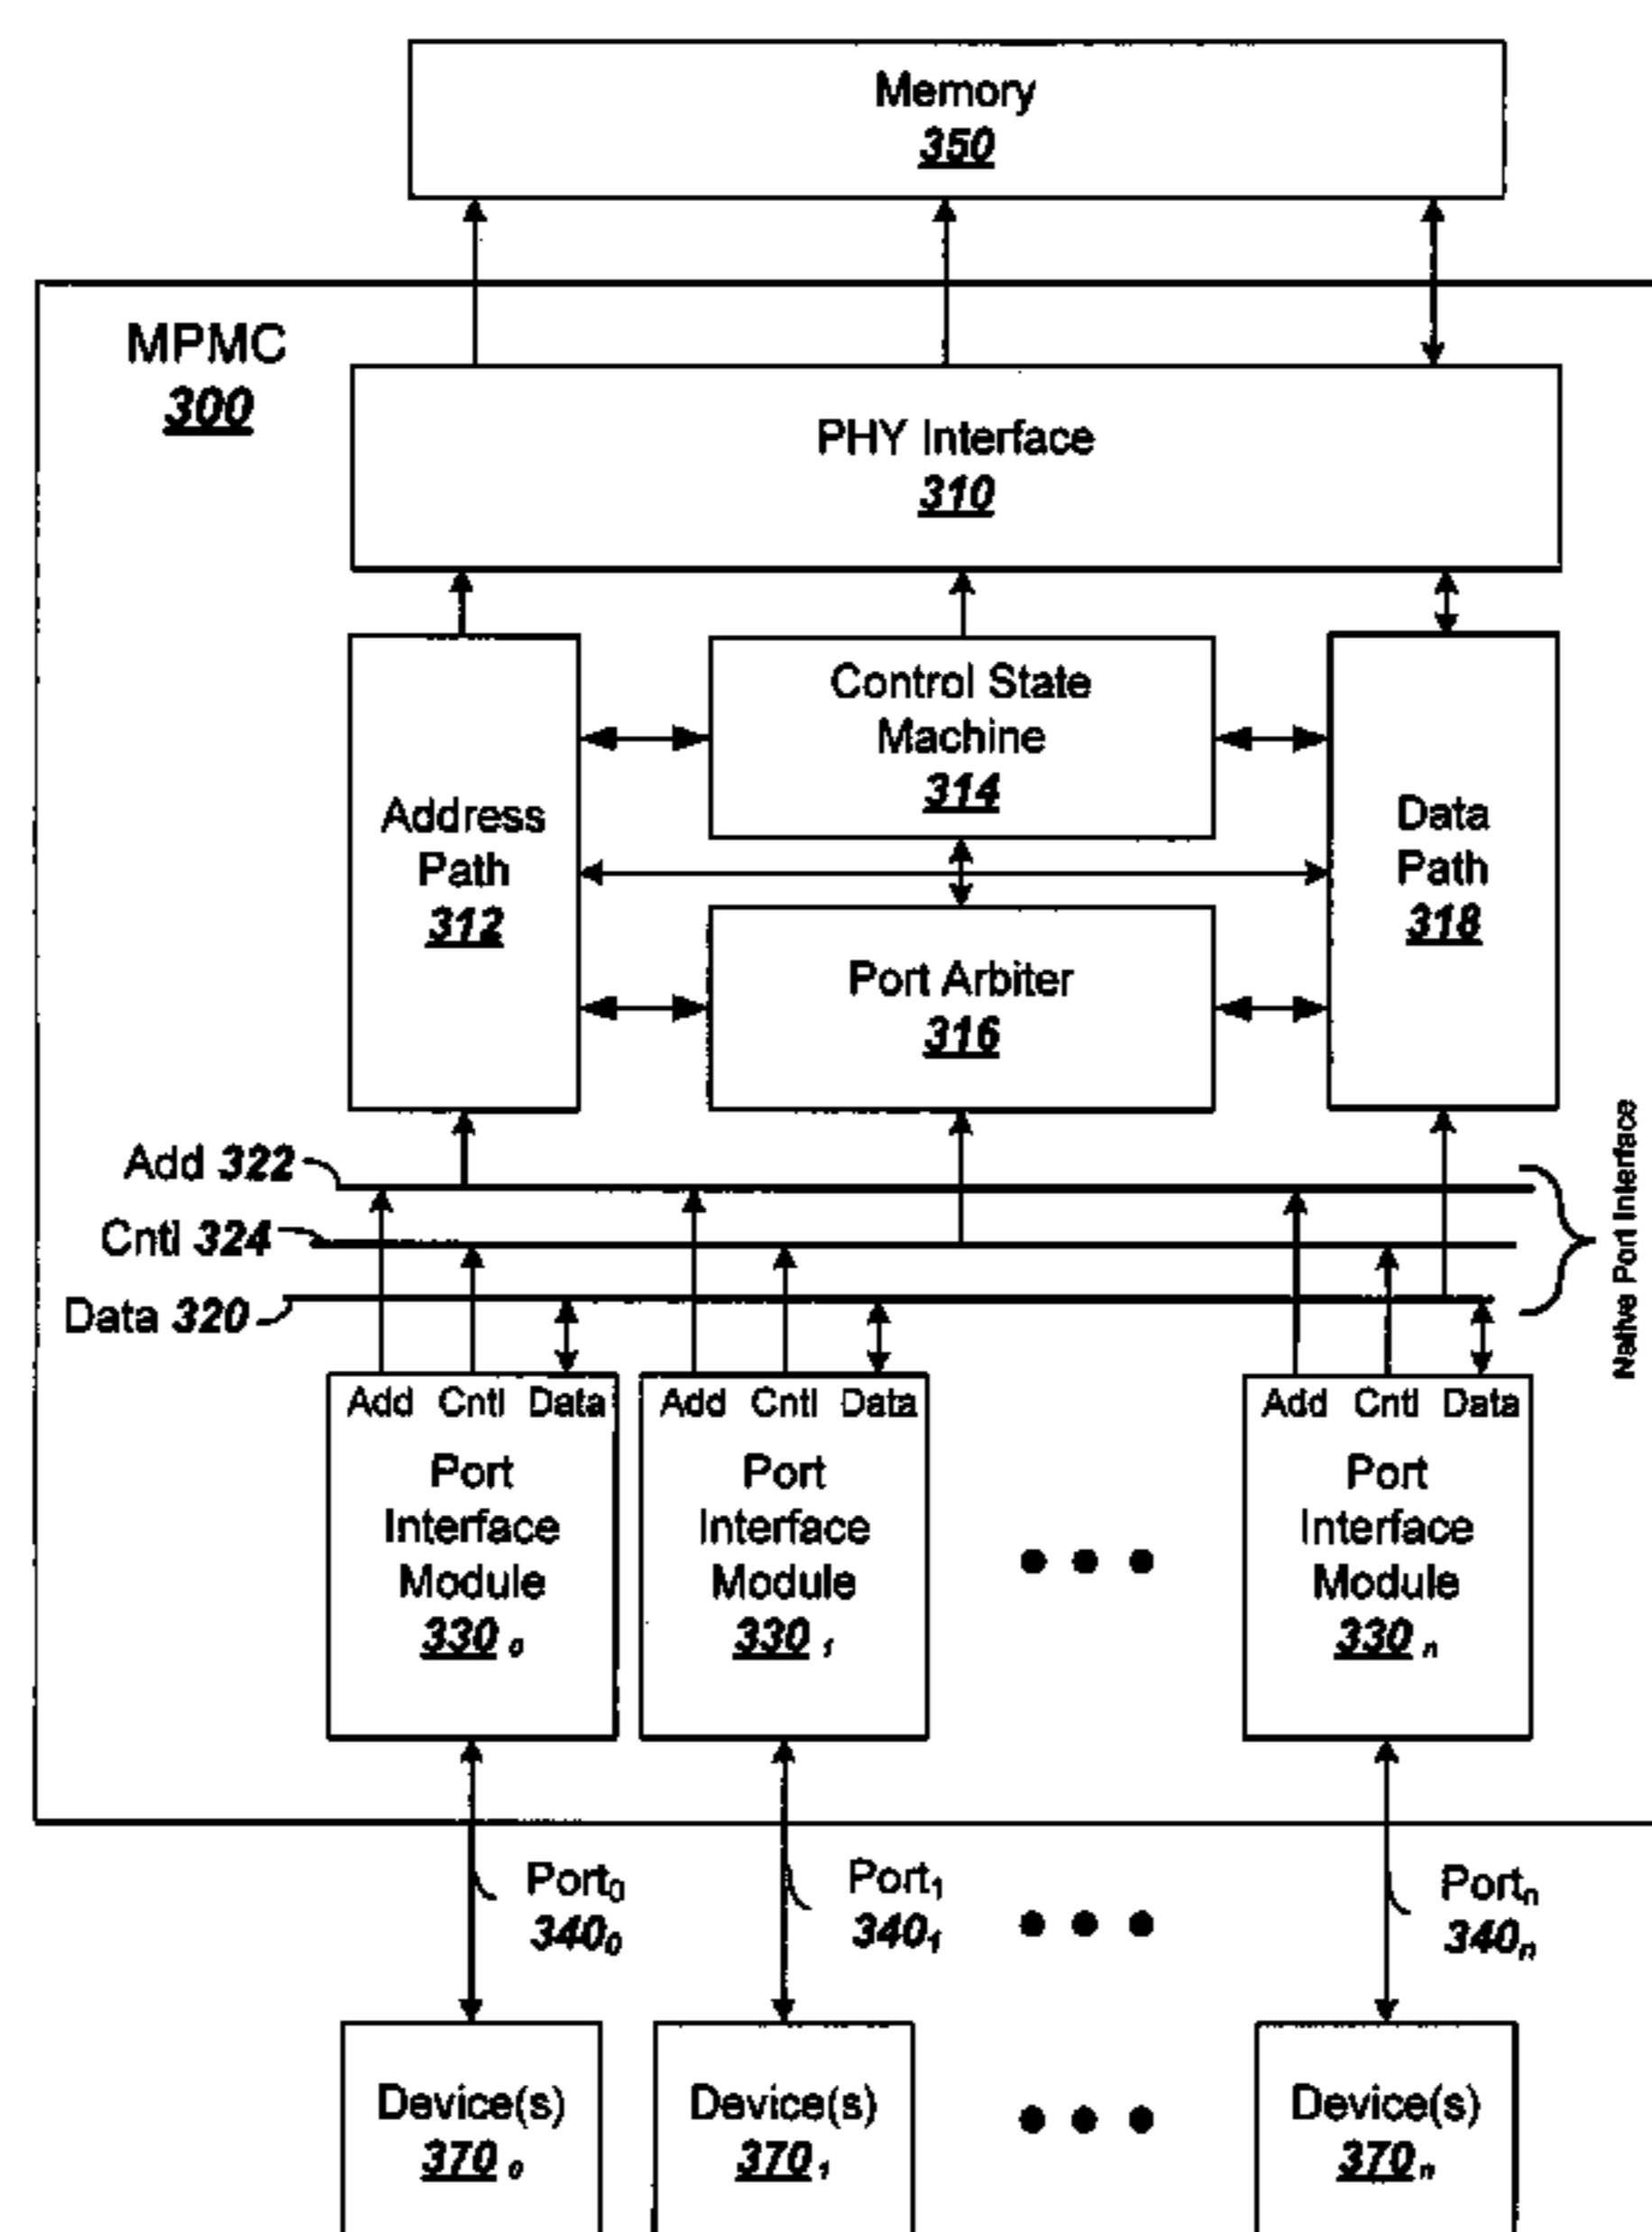 Memory
350
MPMC
300
PHY Interface
310
Control State
Machine
314
Address
Path
312
Data
Path
318
Port Arbiter
316
Native Port Interface
Add 322
Cntl 324
Data 320
Add Cntl Data
Port
Interface
Module
330 0
Add Cntl Data
Port
Interface
Module
330 1
Add Cntl Data
Port
Interface
Module
330 n
Port0
3400
Port1
3401
Portn
340n
Device(s)
370 0
Device(s)
370 1
Device(s)
370 n